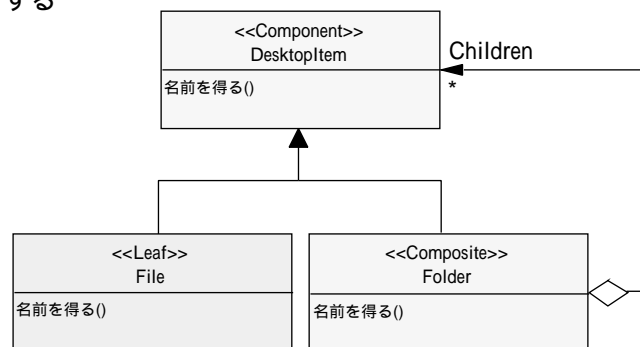 する
<<Component>>
DesktopItem
Children
名前を得る()
*
<<Leaf>>
File
名前を得る()
<<Composite>>
Folder
名前を得る()